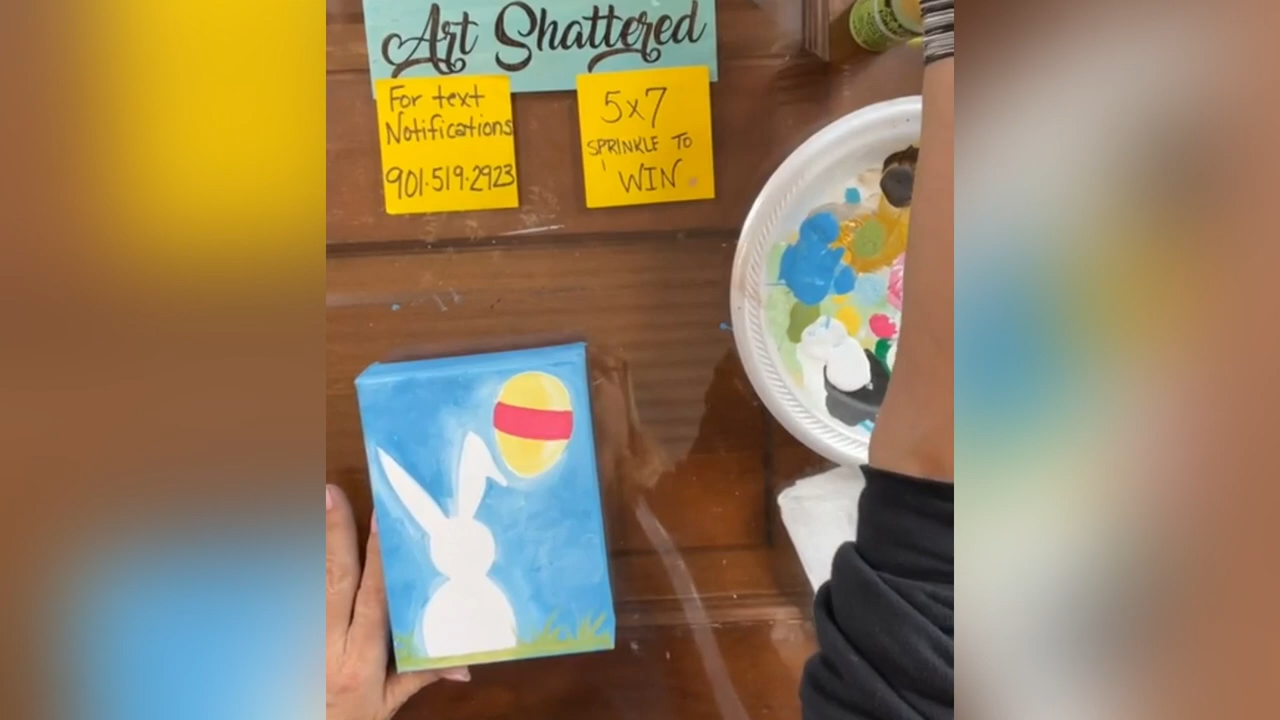 Art Shattered
For text
Notifications
901.519.2923
5x7
SPRINKLE TO
WIN